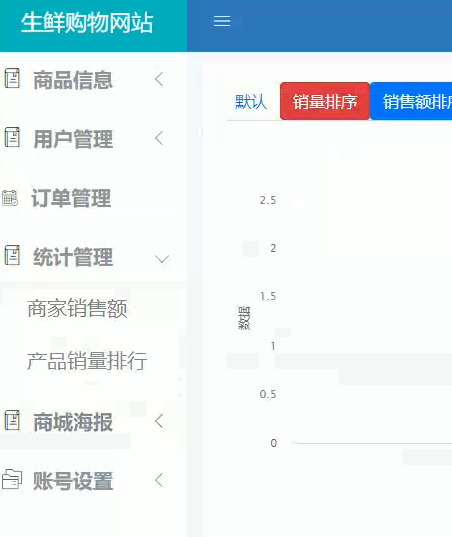 生鲜购物网站
商品信息
用户管理
订单管理
统计管理
商家销售额
产品销量排行
商城海报
账号设置
默认 销量排序 销售额排序
2.5
2
1.5
1
0.5
0
数据